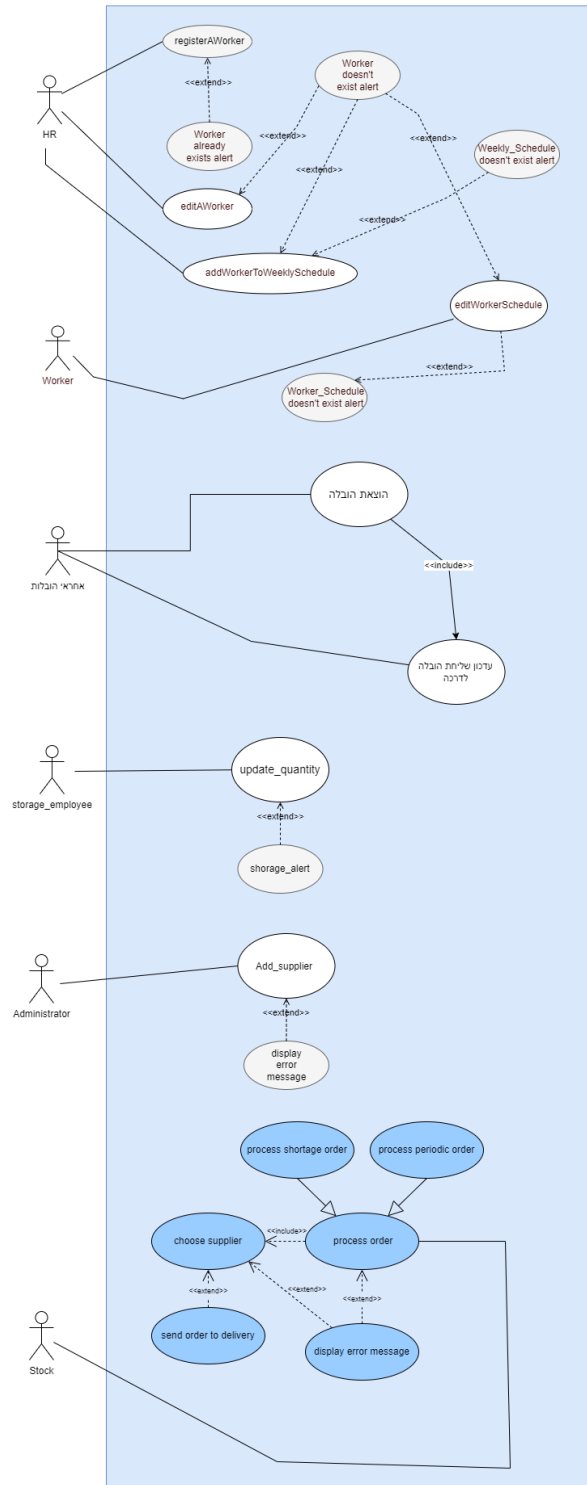 registerAWorker
Worker
doesn't
exist alert
<<extend>>
HR
Worker
already
exists alert
<<extend>>
Weekly_Schedule
doesn't exist alert
<<extend>>
editAWorker
<<extend>>
<<extend>>
addWorkerToWeeklySchedule
editWorkerSchedule
Worker
<<extend>>
Worker_Schedule
doesn't exist alert
הוצאת הובלה
<<include>>
אחראי הובלות
עדכון שליחת הובלה
לדרכה
update_quantity
storage_employee
<<extend>>
shorage_alert
Add_supplier
Administrator
<<extend>>
display
error
message
process shortage order
process periodic order
<<include>>
choose supplier
process order
<<extend>>
<<extend>>
<<extend>>
send order to delivery
display error message
Stock